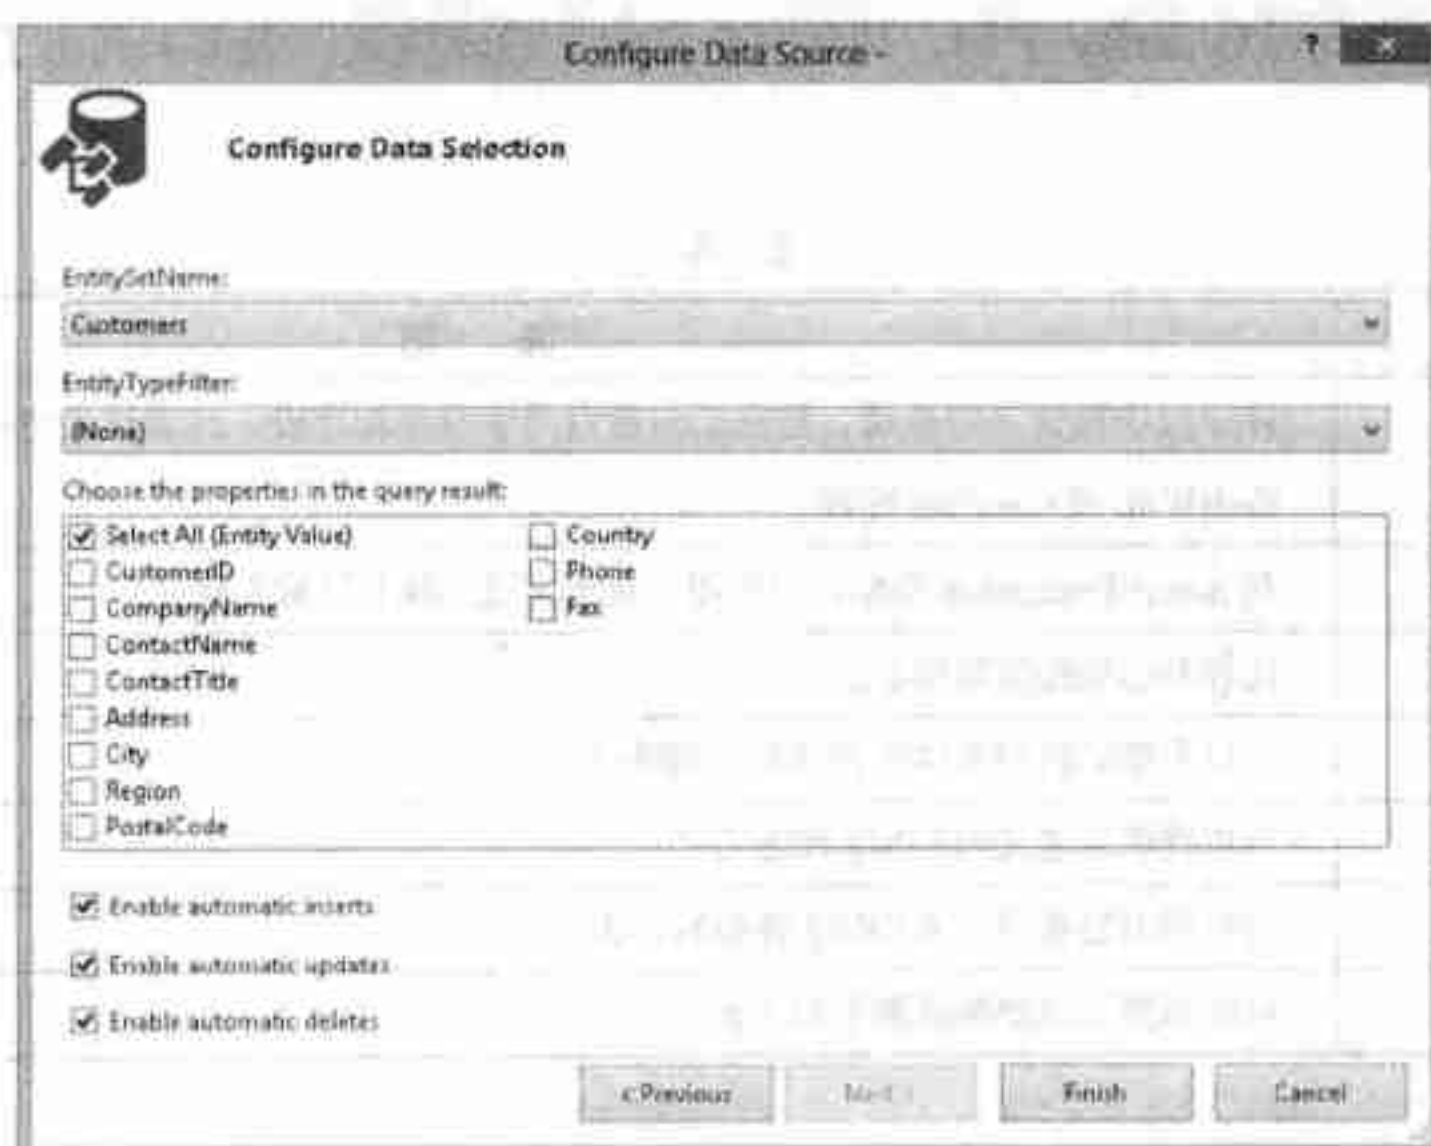 Configure Data Source -
?
Configure Data Selection
EntitySetName:
Customers
EntityTypeFilter:
(None)
Choose the properties in the query result:
Select All (Entity Value)
CustomerID
CompanyName
ContactName
ContactTitle
Address
City
Region
PostalCode
Country
Phone
Fax
Enable automatic inserts
Enable automatic updates
Enable automatic deletes
< Previous
Next >
Finish
Cancel